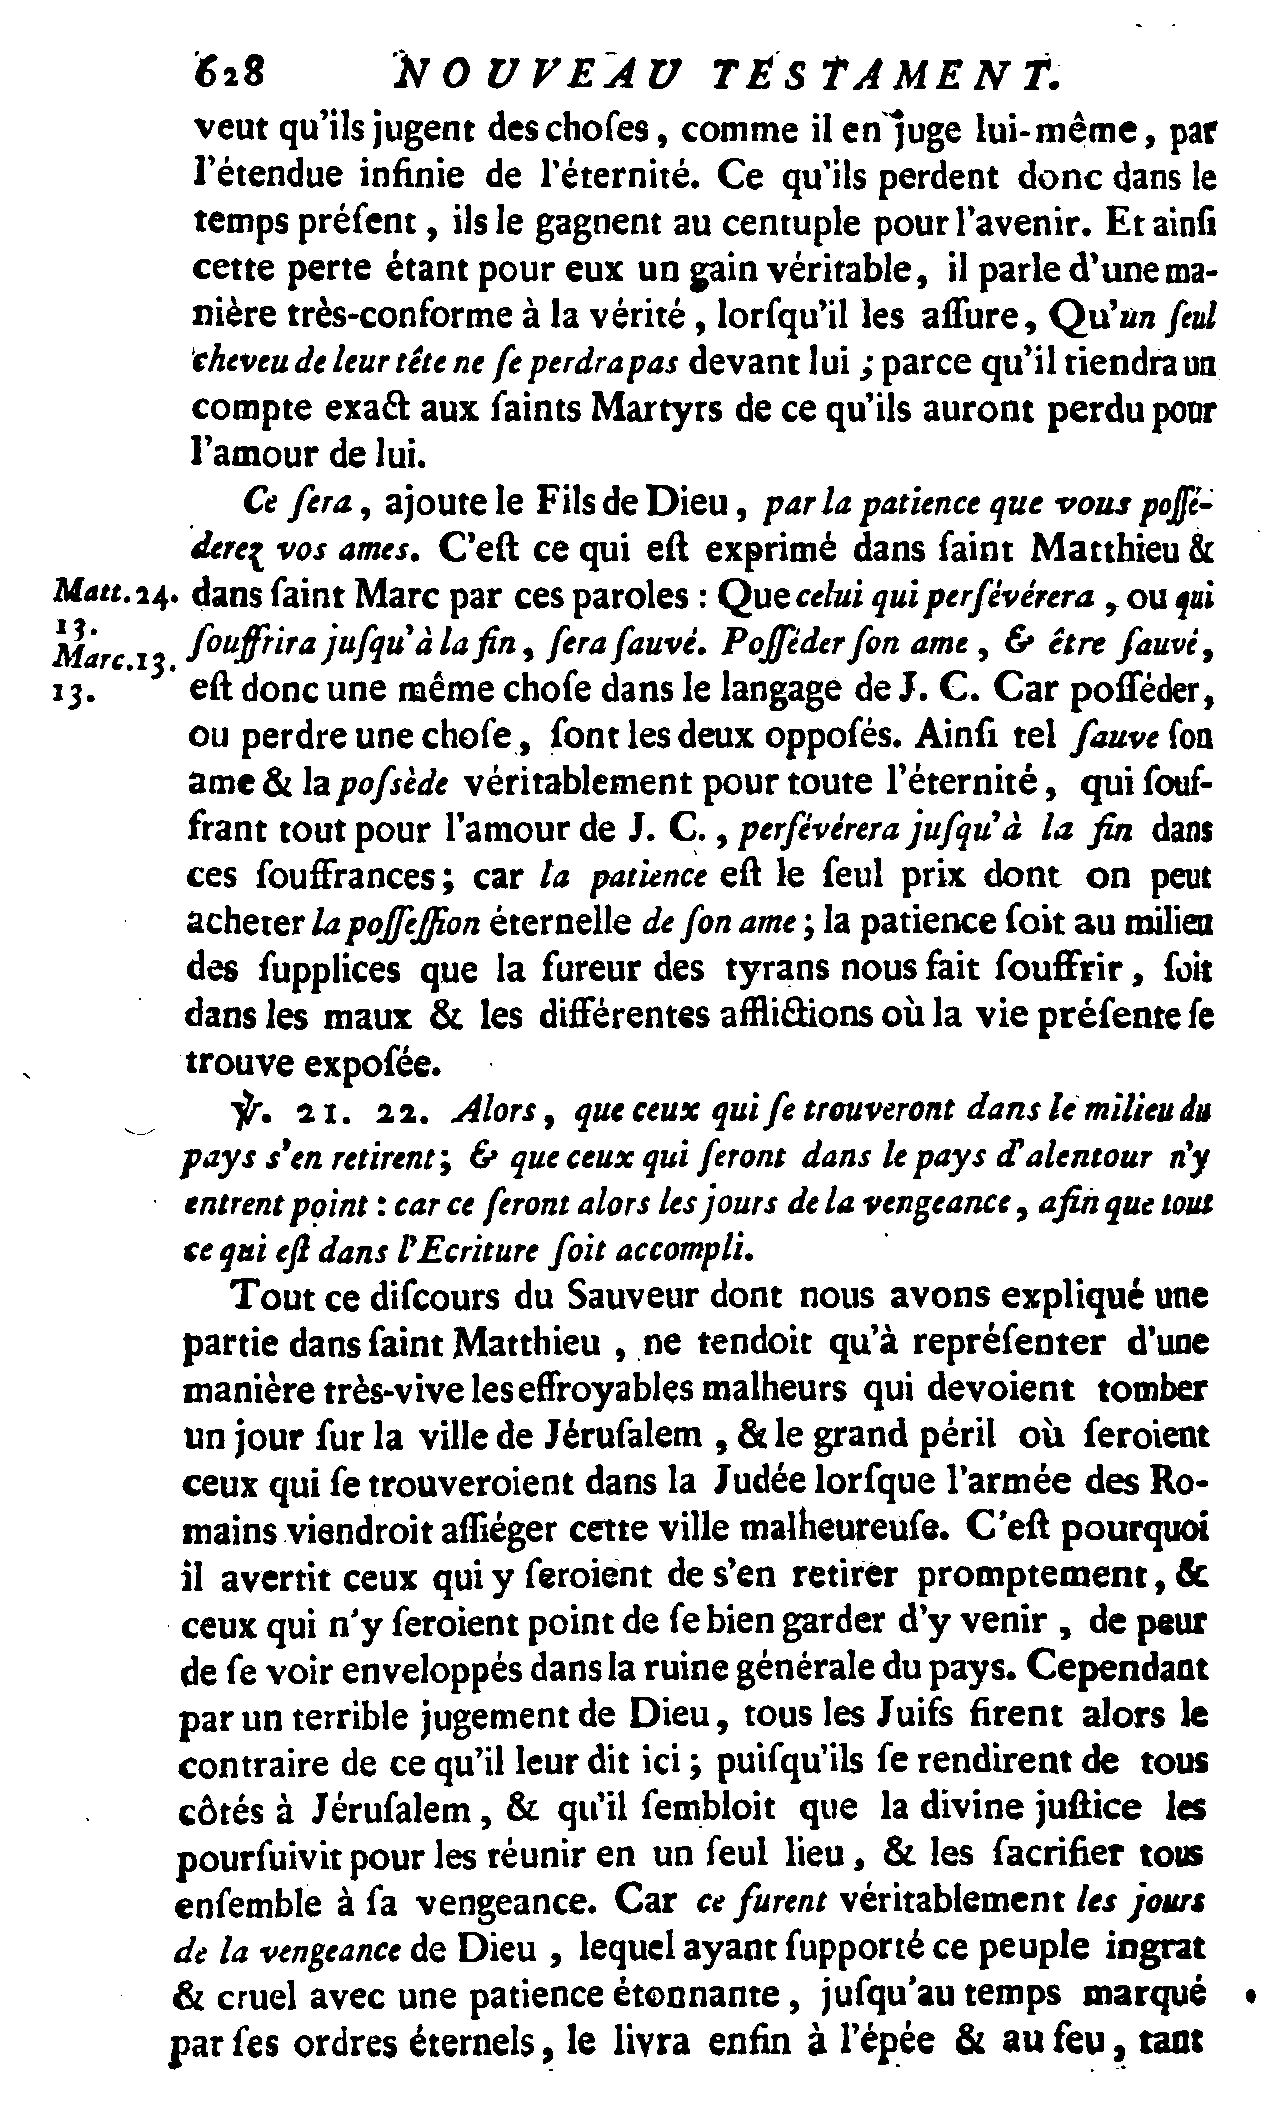 628 NOUVEAU TESTAMENT.
veut qu'ils jugent des choſes, comme il en juge lui-même, par
l'étendue infinie de l'éternité. Ce qu'ils perdent donc dans le
temps préſent, ils le gagnent au centuple pour l'avenir. Et ainſi
cette perte étant pour eux un gain véritable, il parle d'une ma-
nière très-conforme à la vérité, lorſqu'il les aſſure, Qu'un ſeul
cheveu de leur tête ne ſe perdra pas devant lui ; parce qu'il tiendra un
compte exact aux ſaints Martyrs de ce qu'ils auront perdu pour
l'amour de lui.
Ce ſera, ajoute le Fils de Dieu, par la patience que vous poſſé-
derez vos ames. C'eſt ce qui eſt exprimé dans ſaint Matthieu &
Matt. 24. dans ſaint Marc par ces paroles : Que celui qui perſévérera, ou qui
13.
ſouffrira juſqu'à la fin, ſera ſauvé. Poſſéder ſon ame, & être ſauvé,
Marc. 13.
13. eſt donc une même choſe dans le langage de J. C. Car poſſéder,
ou perdre une choſe, ſont les deux oppoſés. Ainſi tel ſauve ſon
ame & la poſsède véritablement pour toute l'éternité, qui ſouf-
frant tout pour l'amour de J. C., perſévérera juſqu'à la fin dans
ces ſouffrances; car la patience eſt le ſeul prix dont on peut
acheter la poſſeſſion éternelle de ſon ame ; la patience ſoit au milieu
des ſupplices que la fureur des tyrans nous fait ſouffrir, ſoit
dans les maux & les différentes afflictions où la vie préſente ſe
trouve expoſée.
℣. 21. 22. Alors, que ceux qui ſe trouveront dans le milieu du
pays s'en retirent; & que ceux qui ſeront dans le pays d'alentour n'y
entrent point : car ce ſeront alors les jours de la vengeance, afin que tout
ce qui eſt dans l'Ecriture ſoit accompli.
Tout ce diſcours du Sauveur dont nous avons expliqué une
partie dans ſaint Matthieu, ne tendoit qu'à repréſenter d'une
manière très-vive les effroyables malheurs qui devoient tomber
un jour ſur la ville de Jéruſalem, & le grand péril où ſeroient
ceux qui ſe trouveroient dans la Judée lorſque l'armée des Ro-
mains viendroit aſſiéger cette ville malheureuſe. C'eſt pourquoi
il avertit ceux qui y ſeroient de s'en retirer promptement, &
ceux qui n'y ſeroient point de ſe bien garder d'y venir, de peur
de ſe voir enveloppés dans la ruine générale du pays. Cependant
par un terrible jugement de Dieu, tous les Juifs firent alors le
contraire de ce qu'il leur dit ici ; puiſqu'ils ſe rendirent de tous
côtés à Jéruſalem, & qu'il ſembloit que la divine juſtice les
pourſuivit pour les réunir en un ſeul lieu, & les ſacrifier tous
enſemble à ſa vengeance. Car ce furent véritablement les jours
de la vengeance de Dieu, lequel ayant ſupporté ce peuple ingrat
& cruel avec une patience étonnante, juſqu'au temps marqué
par ſes ordres éternels, le livra enfin à l'épée & au feu, tant